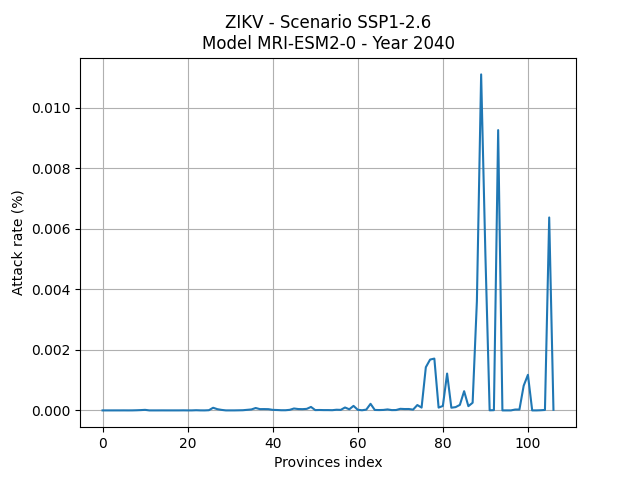 ZIKV - Scenario SSP1-2.6
Model MRI-ESM2-0 - Year 2040
Attack rate (%)
0.010
0.008
0.006
0.004
0.002
0.000
0 20 40 60 80 100
Provinces index